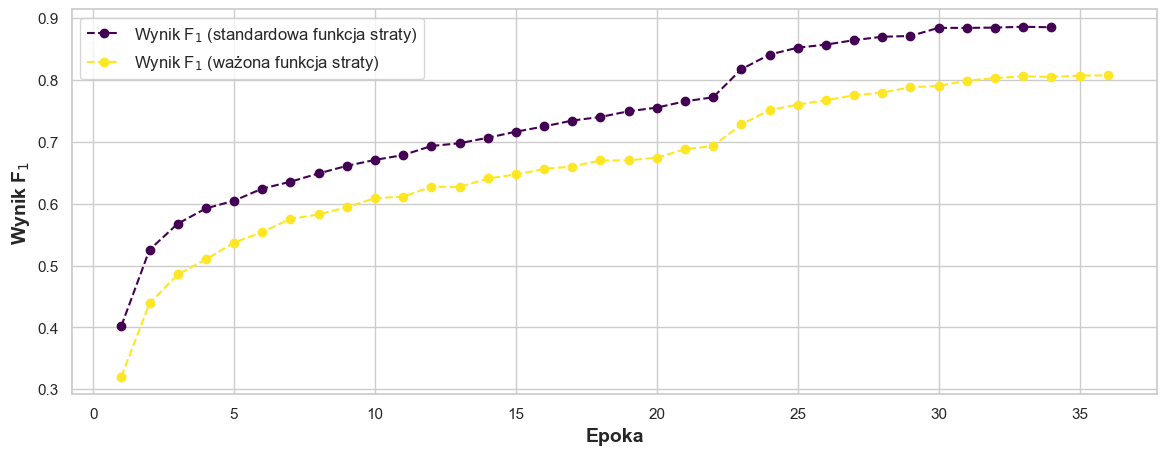 Wynik F₁ (standardowa funkcja straty)
Wynik F₁ (ważona funkcja straty)
Wynik F₁
0.9
0.8
0.7
0.6
0.5
0.4
0.3
0 5 10 15 20 25 30 35
Epoka